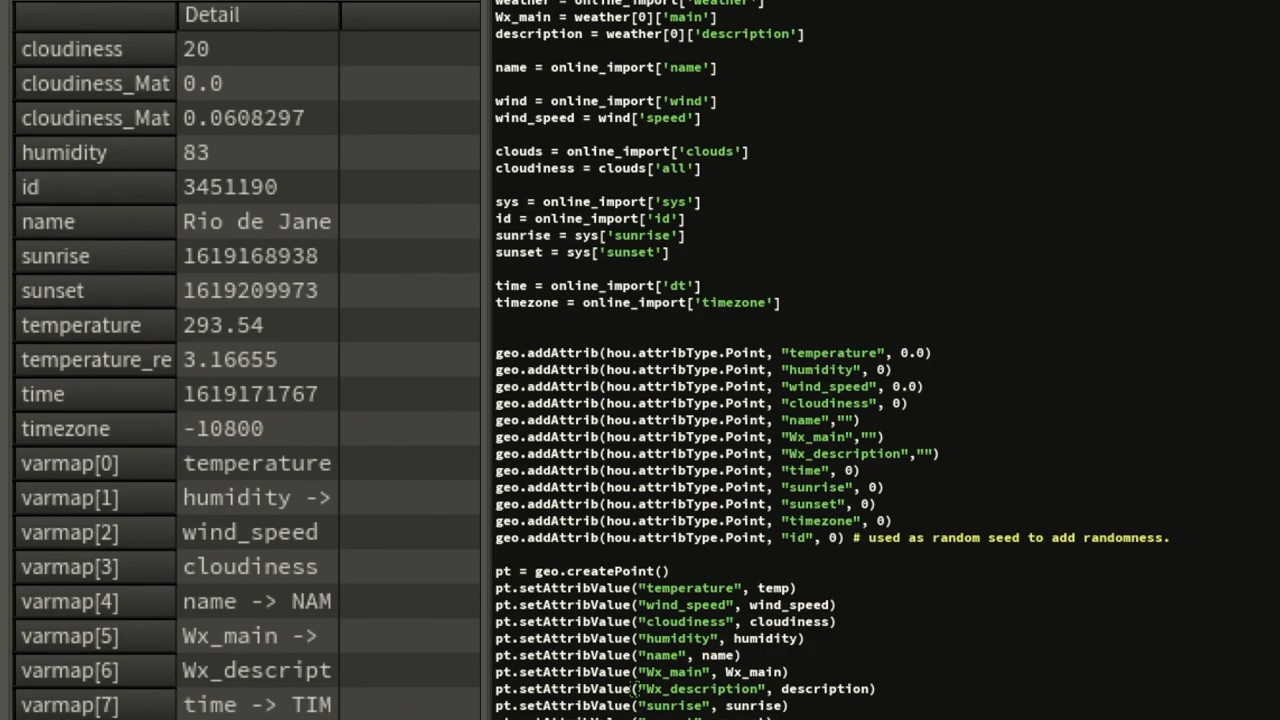 Detail
cloudiness 20
cloudiness_Mat 0.0
cloudiness_Mat 0.0608297
humidity 83
id 3451190
name Rio de Jane
sunrise 1619168938
sunset 1619209973
temperature 293.54
temperature_re 3.16655
time 1619171767
timezone -10800
varmap[0] temperature
varmap[1] humidity ->
varmap[2] wind_speed
varmap[3] cloudiness
varmap[4] name -> NAM
varmap[5] Wx_main ->
varmap[6] Wx_descript
varmap[7] time -> TIM
weather = online_import['weather']
Wx_main = weather[0]['main']
description = weather[0]['description']
name = online_import['name']
wind = online_import['wind']
wind_speed = wind['speed']
clouds = online_import['clouds']
cloudiness = clouds['all']
sys = online_import['sys']
id = online_import['id']
sunrise = sys['sunrise']
sunset = sys['sunset']
time = online_import['dt']
timezone = online_import['timezone']
geo.addAttrib(hou.attribType.Point, "temperature", 0.0)
geo.addAttrib(hou.attribType.Point, "humidity", 0)
geo.addAttrib(hou.attribType.Point, "wind_speed", 0.0)
geo.addAttrib(hou.attribType.Point, "cloudiness", 0)
geo.addAttrib(hou.attribType.Point, "name","")
geo.addAttrib(hou.attribType.Point, "Wx_main","")
geo.addAttrib(hou.attribType.Point, "Wx_description","")
geo.addAttrib(hou.attribType.Point, "time", 0)
geo.addAttrib(hou.attribType.Point, "sunrise", 0)
geo.addAttrib(hou.attribType.Point, "sunset", 0)
geo.addAttrib(hou.attribType.Point, "timezone", 0)
geo.addAttrib(hou.attribType.Point, "id", 0) # used as random seed to add randomness.
pt = geo.createPoint()
pt.setAttribValue("temperature", temp)
pt.setAttribValue("wind_speed", wind_speed)
pt.setAttribValue("cloudiness", cloudiness)
pt.setAttribValue("humidity", humidity)
pt.setAttribValue("name", name)
pt.setAttribValue("Wx_main", Wx_main)
pt.setAttribValue("Wx_description", description)
pt.setAttribValue("sunrise", sunrise)